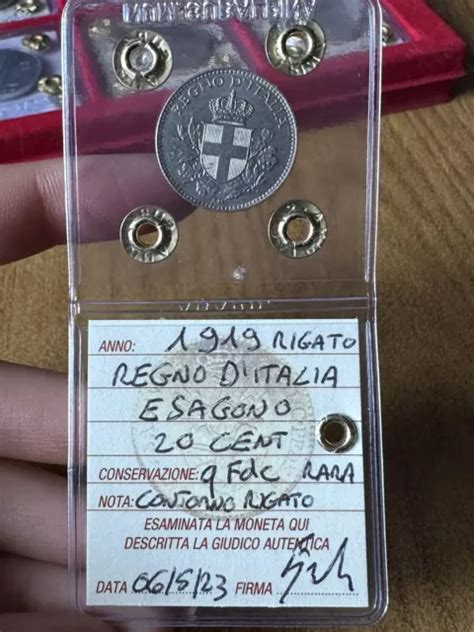 REGNO D'ITALIA
ANNO: 1919 RIGATO
REGNO D'ITALIA
ESAGONO
20 CENT
CONSERVAZIONE: qFdc RARA
NOTA: CONTORNO RIGATO
ESAMINATA LA MONETA QUI
DESCRITTA LA GIUDICO AUTENTICA
DATA 06/5/23 FIRMA